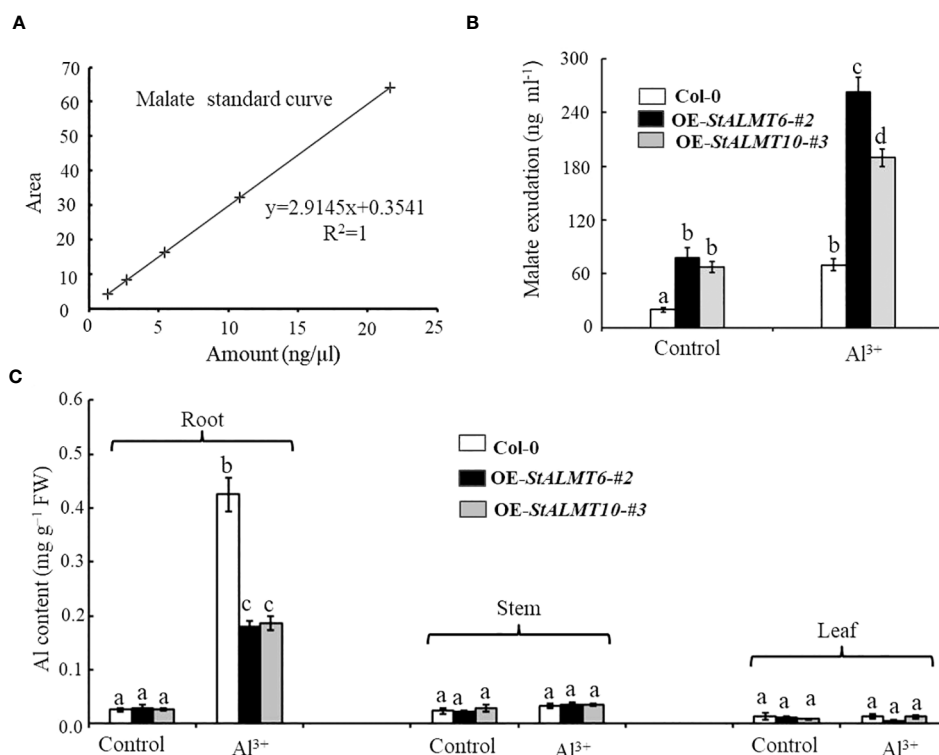 A
Malate standard curve
y=2.9145x+0.3541
R²=1
Area
70
60
50
40
30
20
10
0
0
5
10
15
20
25
Amount (ng/µl)
B
Malate exudation (ng ml⁻¹)
300
240
180
120
60
0
Col-0
OE-StALMT6-#2
OE-StALMT10-#3
a
b
b
b
c
d
Control
Al³⁺
C
Al content (mg g⁻¹ FW)
0.6
0.5
0.4
0.3
0.2
0.1
0.0
Root
Col-0
OE-StALMT6-#2
OE-StALMT10-#3
Stem
Leaf
a a a
b
c c
a a a
a a a
a a a
a a a
Control
Al³⁺
Control
Al³⁺
Control
Al³⁺